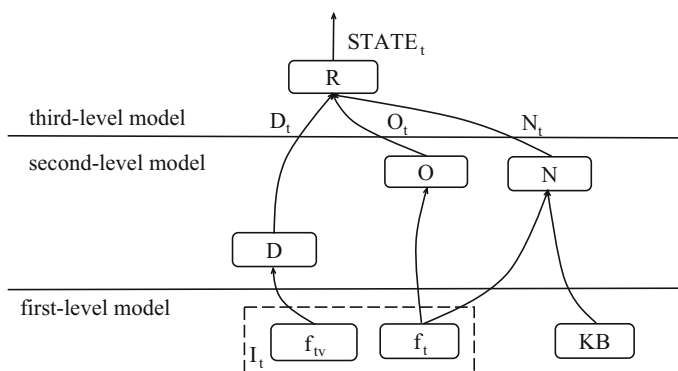 STATE_t
R
third-level model
D_t
O_t
N_t
second-level model
O
N
D
first-level model
I_t
f_tv
f_t
KB